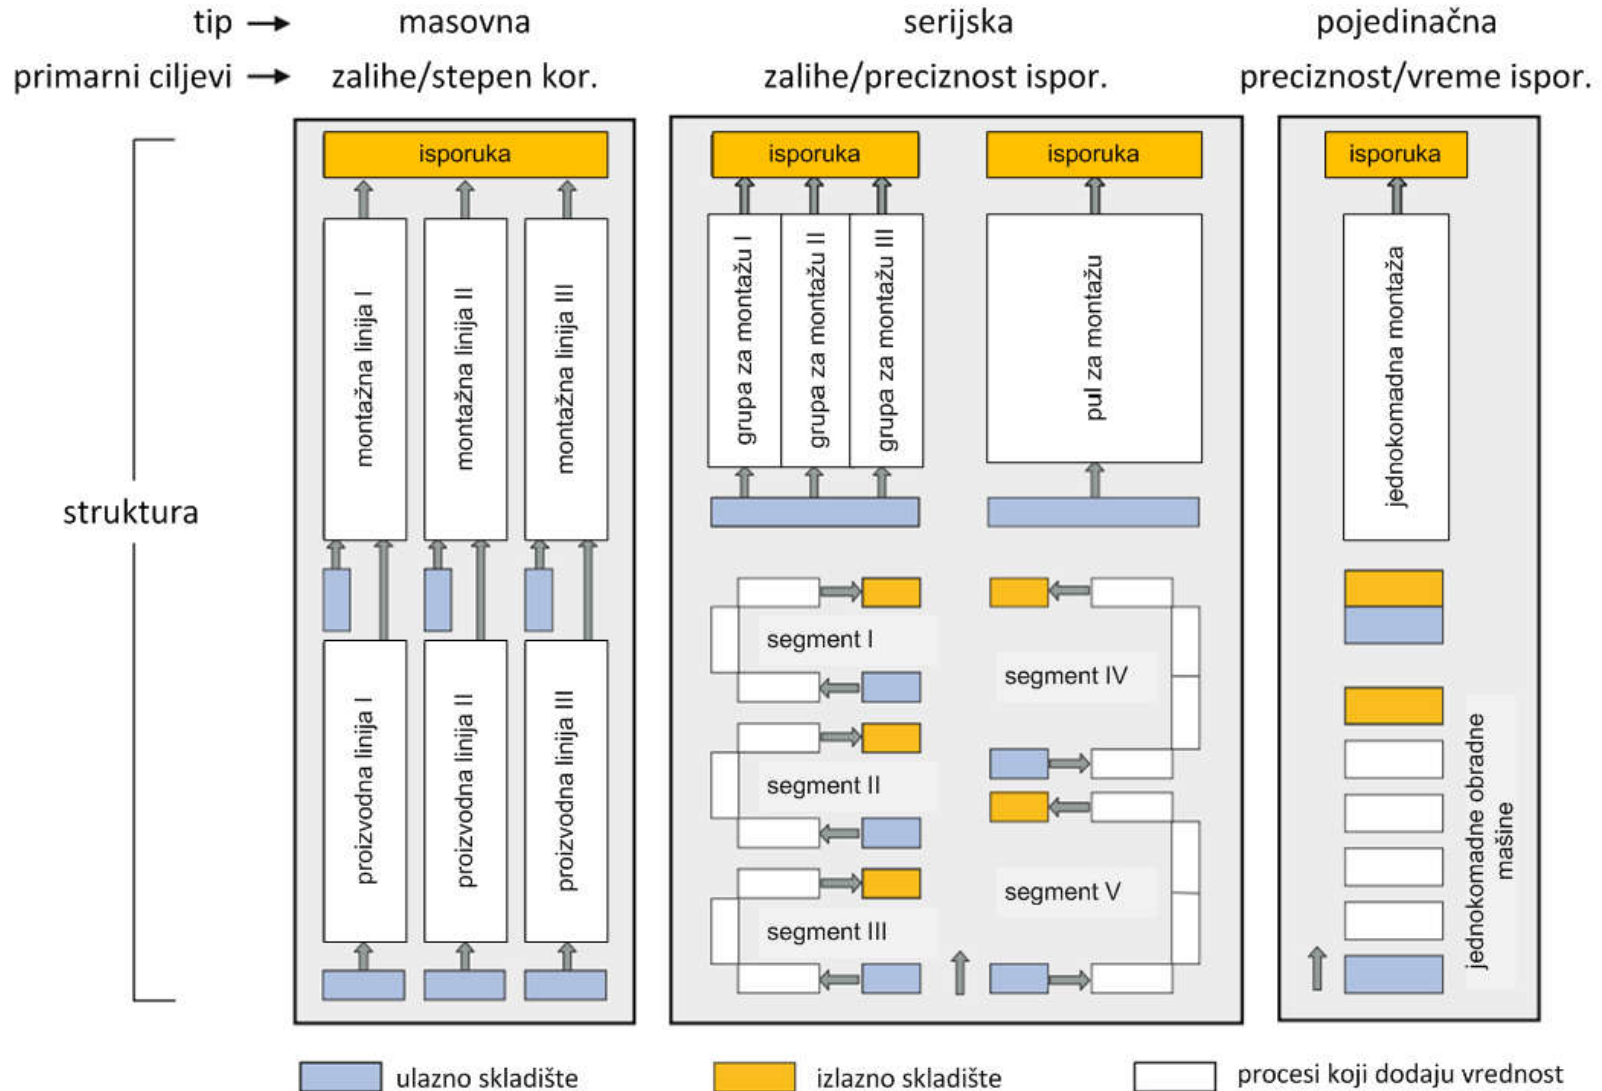 tip masovna serijska pojedinačna
primarni ciljevi zalihe/stepen kor. zalihe/preciznost ispor. preciznost/vreme ispor.
struktura
isporuka
montažna linija I
montažna linija II
montažna linija III
proizvodna linija I
proizvodna linija II
proizvodna linija III
isporuka
isporuka
grupa za montažu I
grupa za montažu II
grupa za montažu III
pul za montažu
segment I
segment II
segment III
segment IV
segment V
isporuka
jednokomadna montaža
jednokomadne obradne
mašine
ulazno skladište
izlazno skladište
procesi koji dodaju vrednost